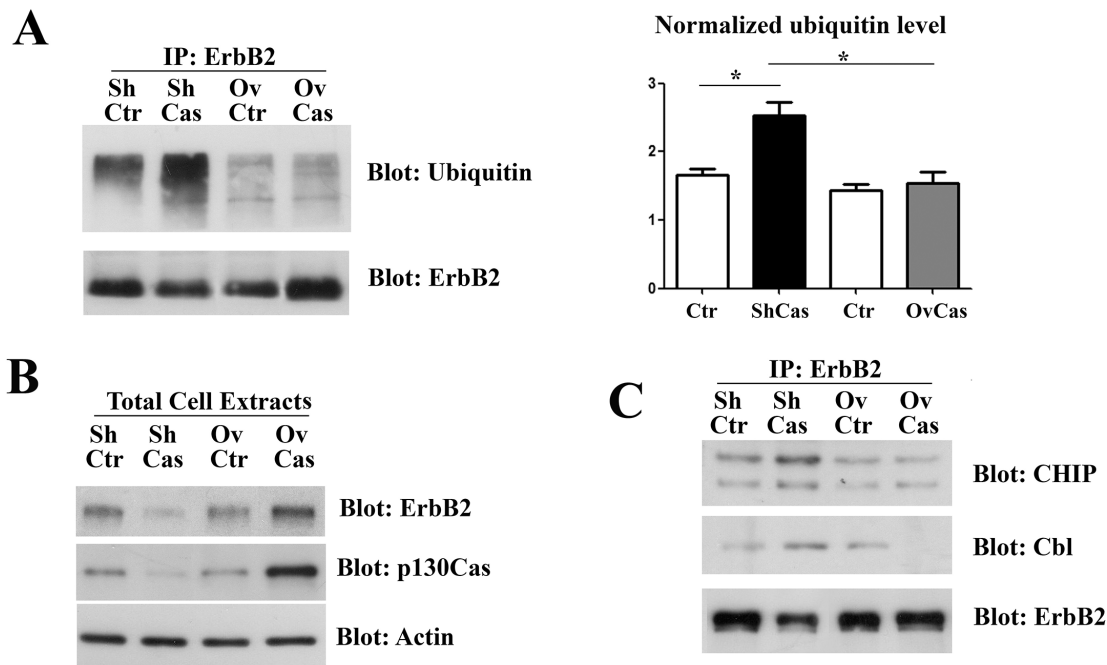 A
IP: ErbB2
Sh Sh Ov Ov
Ctr Cas Ctr Cas
Blot: Ubiquitin
Blot: ErbB2
Normalized ubiquitin level
* *
3
2
1
0
Ctr ShCas Ctr OvCas
B
Total Cell Extracts
Sh Sh Ov Ov
Ctr Cas Ctr Cas
Blot: ErbB2
Blot: p130Cas
Blot: Actin
C
IP: ErbB2
Sh Sh Ov Ov
Ctr Cas Ctr Cas
Blot: CHIP
Blot: Cbl
Blot: ErbB2